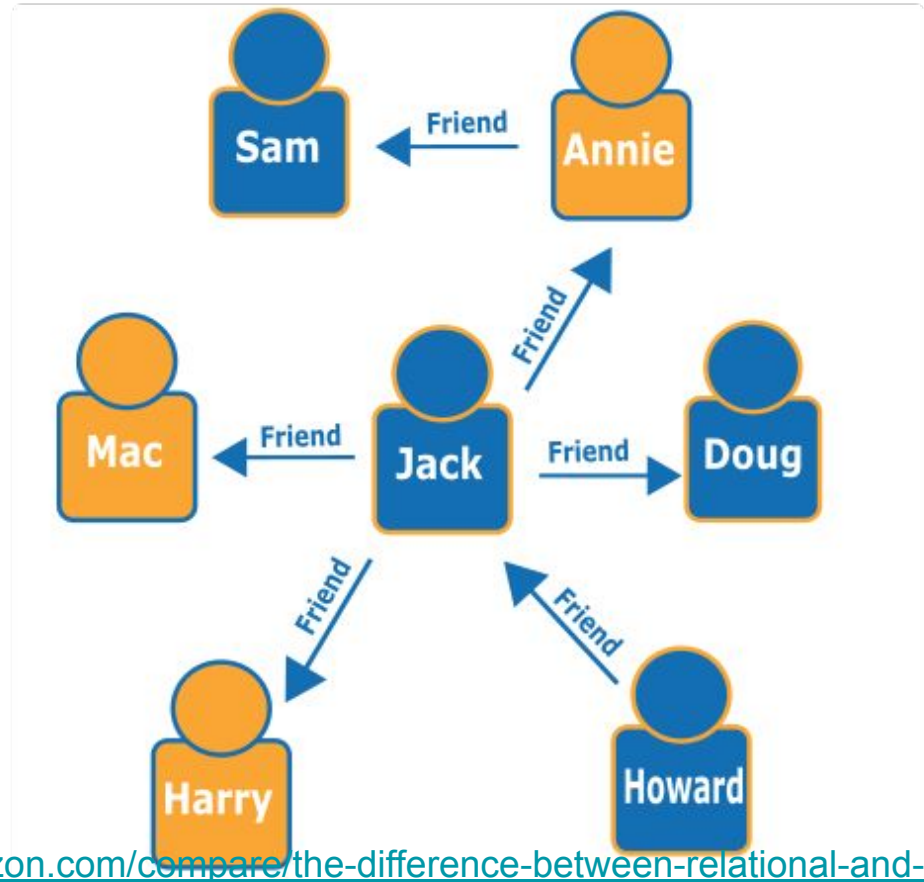 Sam
Friend
Annie
Friend
Mac
Friend
Jack
Friend
Doug
Friend
Friend
Harry
Howard
zon.com/compare/the-difference-between-relational-and-